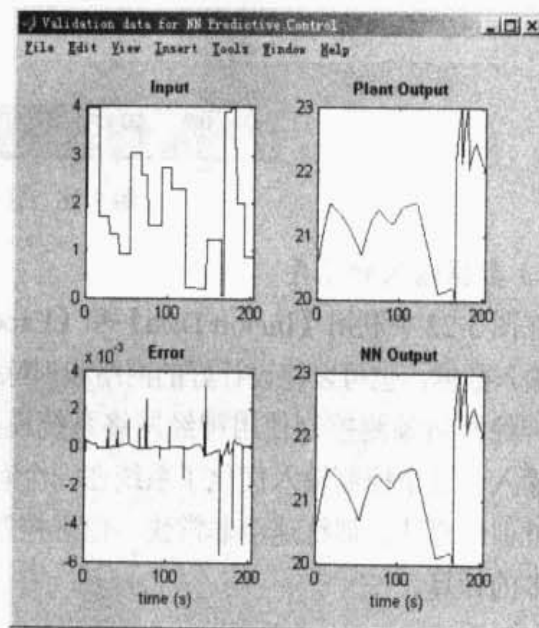 Validation data for NN Predictive Control
File Edit View Insert Tools Window Help
Input
4
3
2
1
0
0 100 200
Plant Output
23
22
21
20
0 100 200
Error
x 10⁻³
4
2
0
-2
-4
-6
0 100 200
time (s)
NN Output
23
22
21
20
0 100 200
time (s)